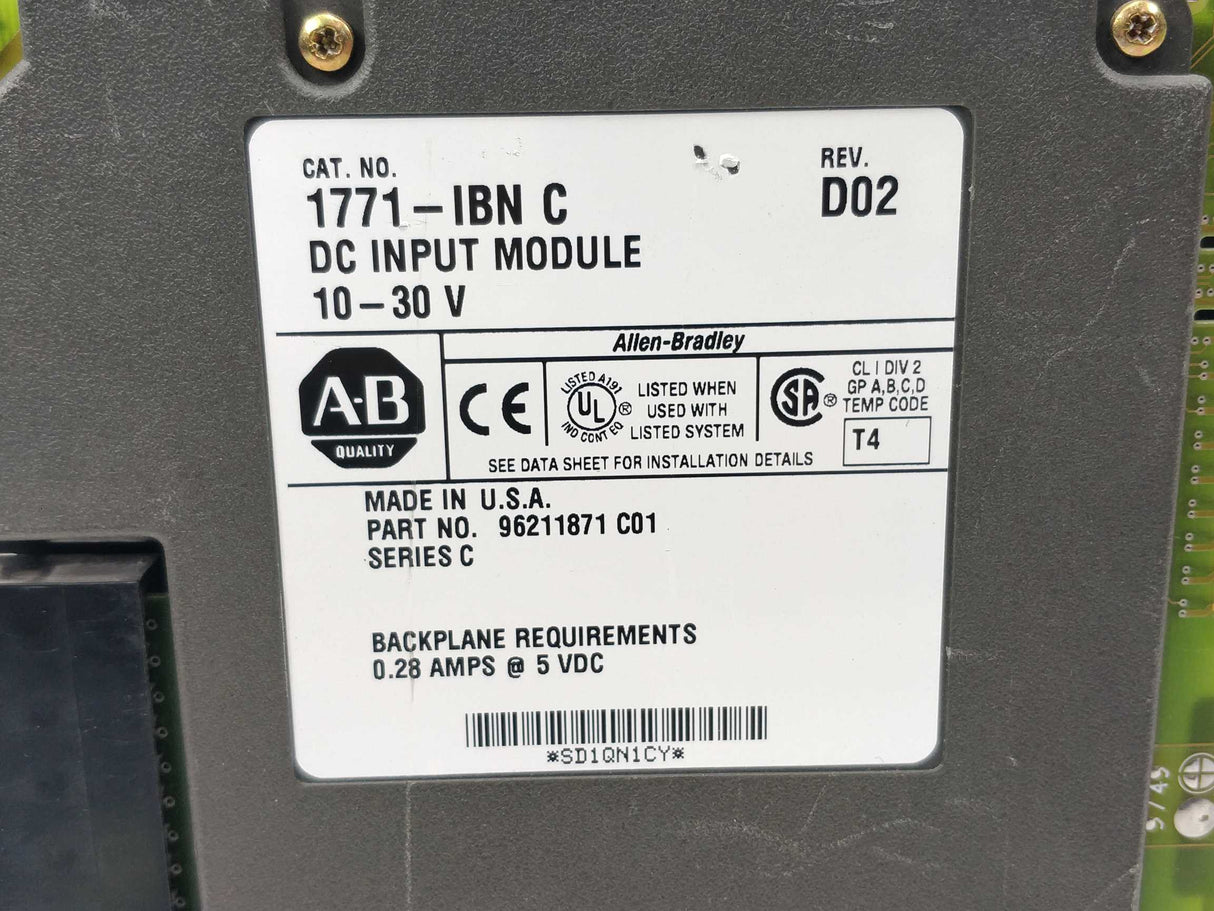 CAT. NO.
1771-IBN C
REV.
D02
DC INPUT MODULE
10-30 V
Allen-Bradley
A-B
QUALITY
CE
LISTED A191
UL ®
IND CONT EQ
LISTED WHEN
USED WITH
LISTED SYSTEM
SA ®
CL I DIV 2
GP A,B,C,D
TEMP CODE
T4
SEE DATA SHEET FOR INSTALLATION DETAILS
MADE IN U.S.A.
PART NO. 96211871 C01
SERIES C
BACKPLANE REQUIREMENTS
0.28 AMPS @ 5 VDC
*SD1QN1CY*